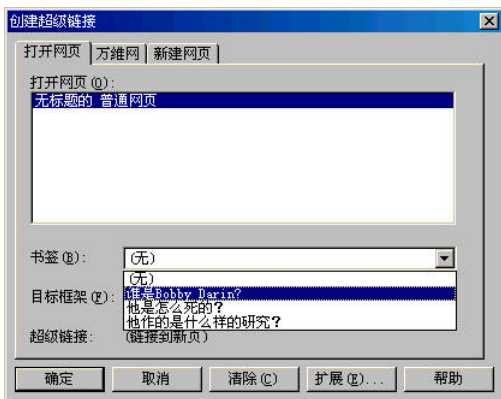 创建超级链接
打开网页 万維网 新建网页
打开网页(O):
无标题的 普通网页
书签(B): (无)
(无)
谁是Bobby Darin?
目标框架(F):
他是怎么死的?
他作的是什么样的研究?
超级链接: (链接到新页)
确定 取消 清除(C) 扩展(E)... 帮助